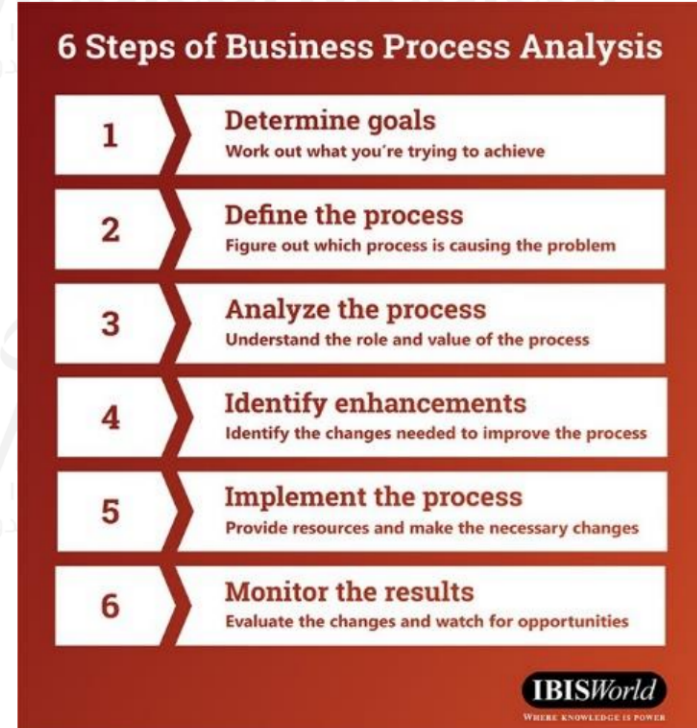 6 Steps of Business Process Analysis
1
Determine goals
Work out what you're trying to achieve
2
Define the process
Figure out which process is causing the problem
3
Analyze the process
Understand the role and value of the process
4
Identify enhancements
Identify the changes needed to improve the process
5
Implement the process
Provide resources and make the necessary changes
6
Monitor the results
Evaluate the changes and watch for opportunities
IBISWorld
WHERE KNOWLEDGE IS POWER